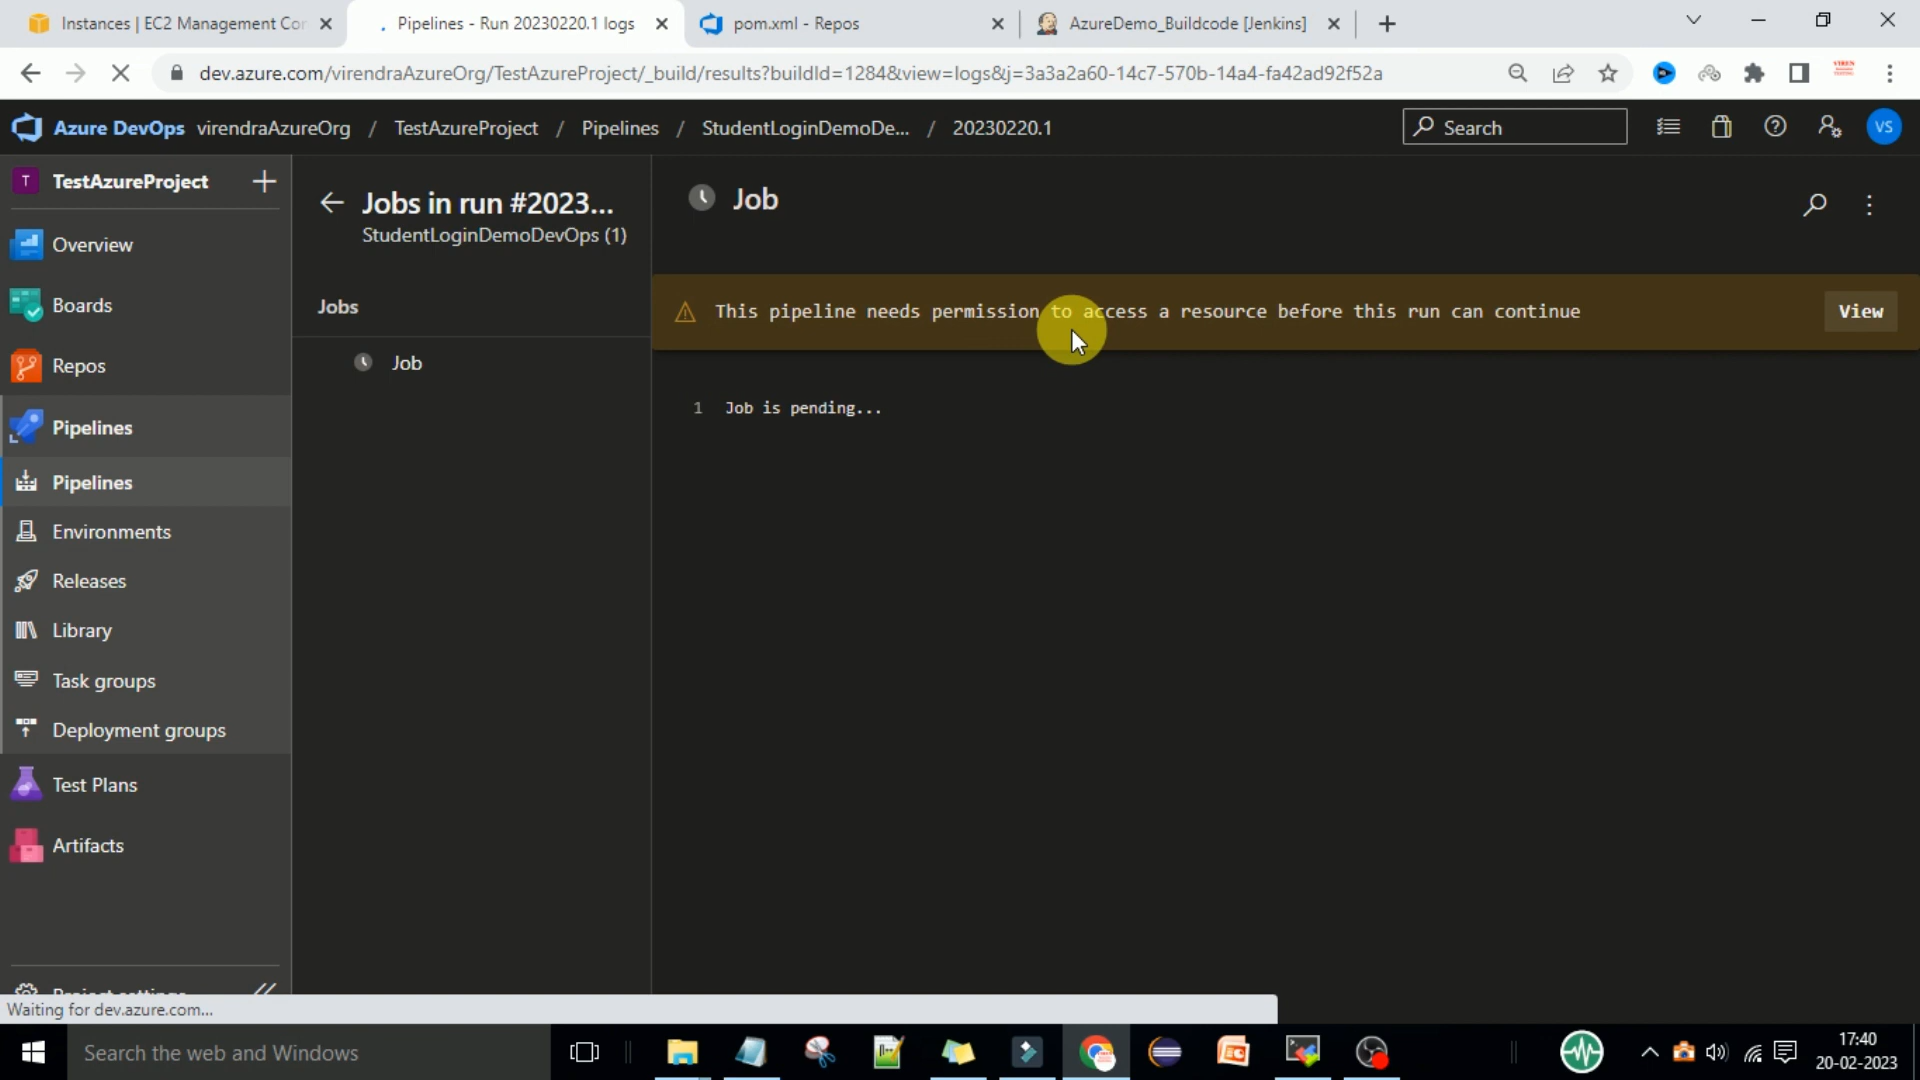 Instances | EC2 Management Cor
Pipelines - Run 20230220.1 logs
pom.xml - Repos
AzureDemo_Buildcode [Jenkins]
dev.azure.com/virendraAzureOrg/TestAzureProject/_build/results?buildId=1284&view=logs&j=3a3a2a60-14c7-570b-14a4-fa42ad92f52a
Azure DevOps virendraAzureOrg / TestAzureProject / Pipelines / StudentLoginDemoDe... / 20230220.1
Search
VS
T TestAzureProject
Overview
Boards
Repos
Pipelines
Pipelines
Environments
Releases
Library
Task groups
Deployment groups
Test Plans
Artifacts
Project settings
Jobs in run #2023...
StudentLoginDemoDevOps (1)
Jobs
Job
Job
This pipeline needs permission to access a resource before this run can continue
View
1 Job is pending...
Waiting for dev.azure.com...
Search the web and Windows
17:40
20-02-2023